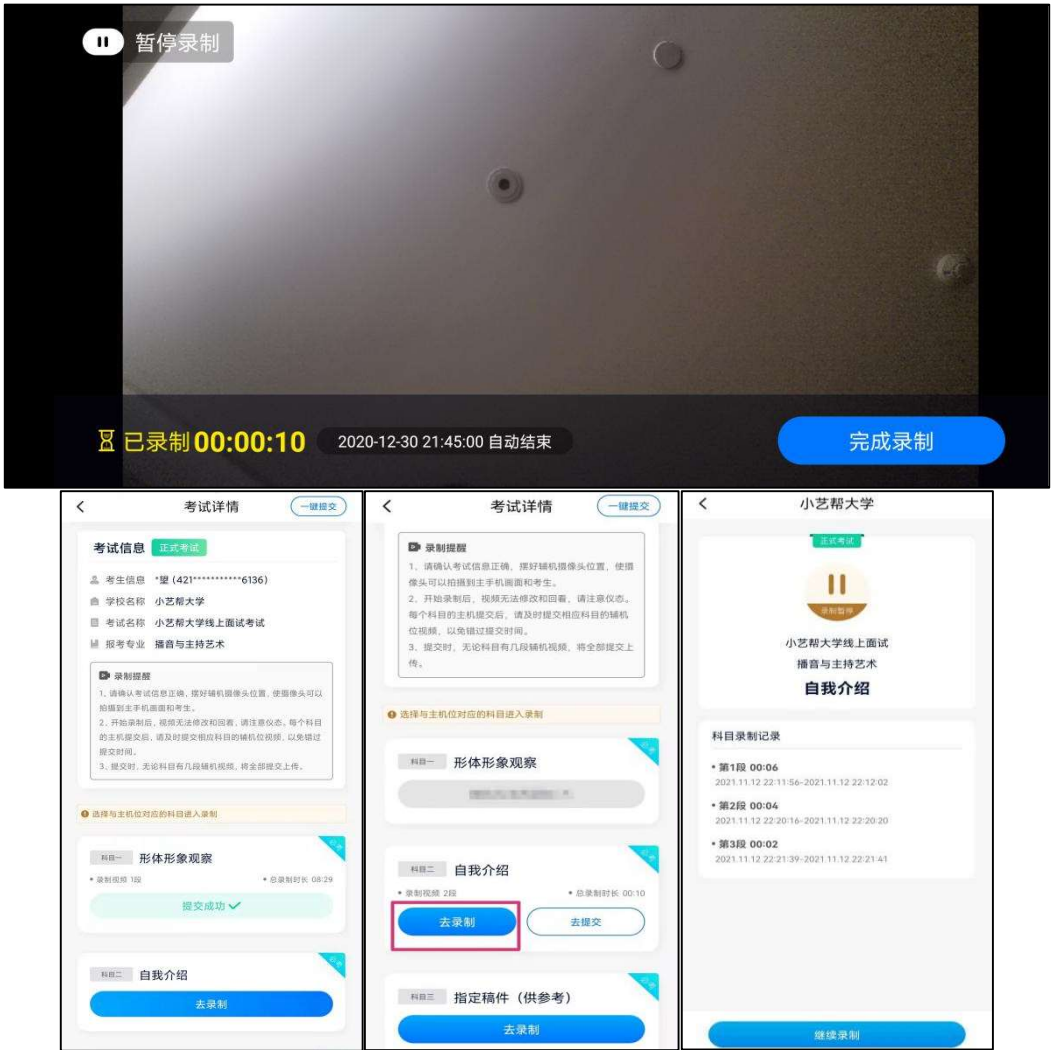 暂停录制
已录制 00:00:10 2020-12-30 21:45:00 自动结束 完成录制
考试详情 一键提交
考试信息 正式考试
考生信息 *望 (421***********6136)
学校名称 小艺帮大学
考试名称 小艺帮大学线上面试考试
报考专业 播音与主持艺术
录制提醒
1、请确认考试信息正确，摆好辅机摄像头位置，使摄像头可以
拍摄到主手机画面和考生。
2、开始录制后，视频无法修改和回看，请注意仪态。每个科目
的主机提交后，请及时提交相应科目的辅机位视频，以免错过
提交时间。
3、提交时，无论科目有几段辅机视频，将全部提交上传。
选择与主机位对应的科目进入录制
必考
科目一 形体形象观察
• 录制视频 1段 • 总录制时长 08:29
提交成功
必考
科目二 自我介绍
去录制
考试详情 一键提交
录制提醒
1、请确认考试信息正确，摆好辅机摄像头位置，使摄
像头可以拍摄到主手机画面和考生。
2、开始录制后，视频无法修改和回看，请注意仪态。
每个科目的主机提交后，请及时提交相应科目的辅机
位视频，以免错过提交时间。
3、提交时，无论科目有几段辅机视频，将全部提交上
传。
选择与主机位对应的科目进入录制
必考
科目一 形体形象观察
必考
科目二 自我介绍
• 录制视频 2段 • 总录制时长 00:10
去录制 去提交
必考
科目三 指定稿件（供参考）
去录制
小艺帮大学
正式考试
录制暂停
小艺帮大学线上面试
播音与主持艺术
自我介绍
科目录制记录
• 第1段 00:06
2021.11.12 22:11:56-2021.11.12 22:12:02
• 第2段 00:04
2021.11.12 22:20:16-2021.11.12 22:20:20
• 第3段 00:02
2021.11.12 22:21:39-2021.11.12 22:21:41
继续录制